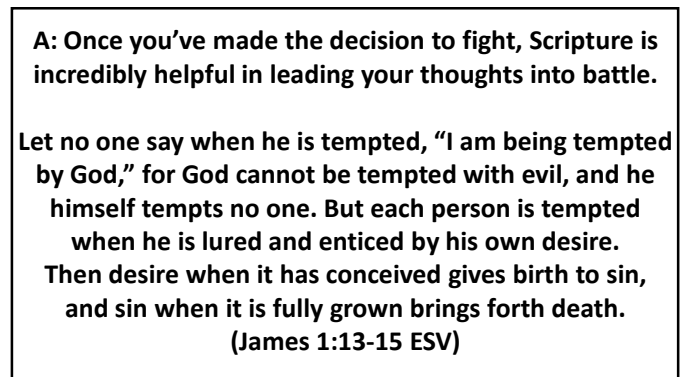 A: Once you’ve made the decision to fight, Scripture is
incredibly helpful in leading your thoughts into battle.
Let no one say when he is tempted, “I am being tempted
by God,” for God cannot be tempted with evil, and he
himself tempts no one. But each person is tempted
when he is lured and enticed by his own desire.
Then desire when it has conceived gives birth to sin,
and sin when it is fully grown brings forth death.
(James 1:13-15 ESV)